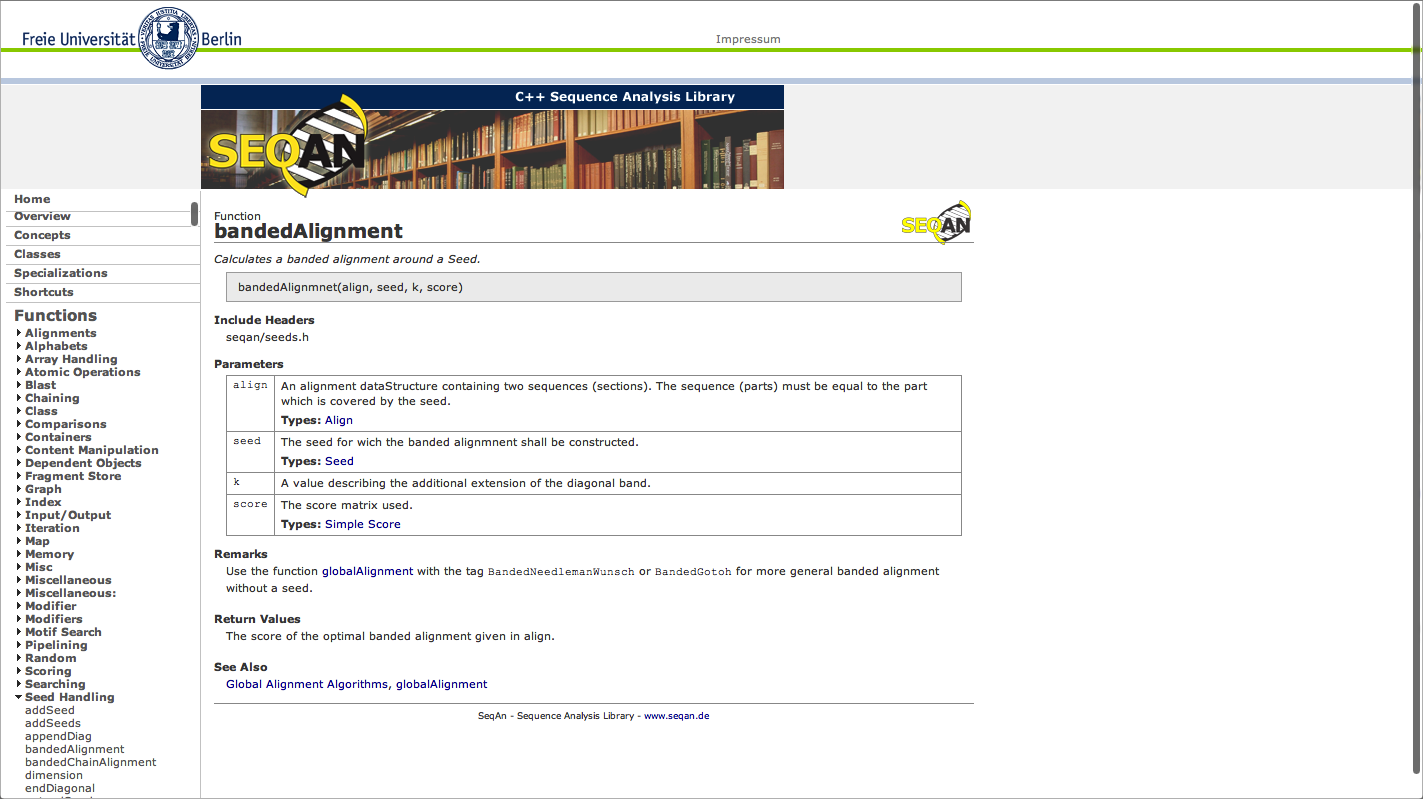 Freie Universität Berlin
Impressum
C++ Sequence Analysis Library
SEQAN
Home
Overview
Concepts
Classes
Specializations
Shortcuts
Functions
Alignments
Alphabets
Array Handling
Atomic Operations
Blast
Chaining
Class
Comparisons
Containers
Content Manipulation
Dependent Objects
Fragment Store
Graph
Index
Input/Output
Iteration
Map
Memory
Misc
Miscellaneous
Miscellaneous:
Modifier
Modifiers
Motif Search
Pipelining
Random
Scoring
Searching
Seed Handling
addSeed
addSeeds
appendDiag
bandedAlignment
bandedChainAlignment
dimension
endDiagonal
Function
bandedAlignment
SEQAN
Calculates a banded alignment around a Seed.
bandedAlignmnet(align, seed, k, score)
Include Headers
seqan/seeds.h
Parameters
align
An alignment dataStructure containing two sequences (sections). The sequence (parts) must be equal to the part
which is covered by the seed.
Types: Align
seed
The seed for wich the banded alignmnent shall be constructed.
Types: Seed
k
A value describing the additional extension of the diagonal band.
score
The score matrix used.
Types: Simple Score
Remarks
Use the function globalAlignment with the tag BandedNeedlemanWunsch or BandedGotoh for more general banded alignment
without a seed.
Return Values
The score of the optimal banded alignment given in align.
See Also
Global Alignment Algorithms, globalAlignment
SeqAn - Sequence Analysis Library - www.seqan.de